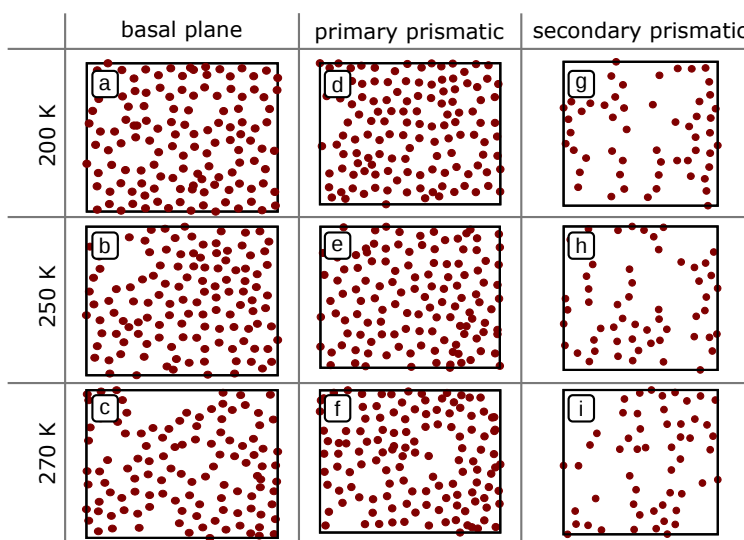 basal plane
primary prismatic
secondary prismatic
200 K
a
d
g
250 K
b
e
h
270 K
c
f
i